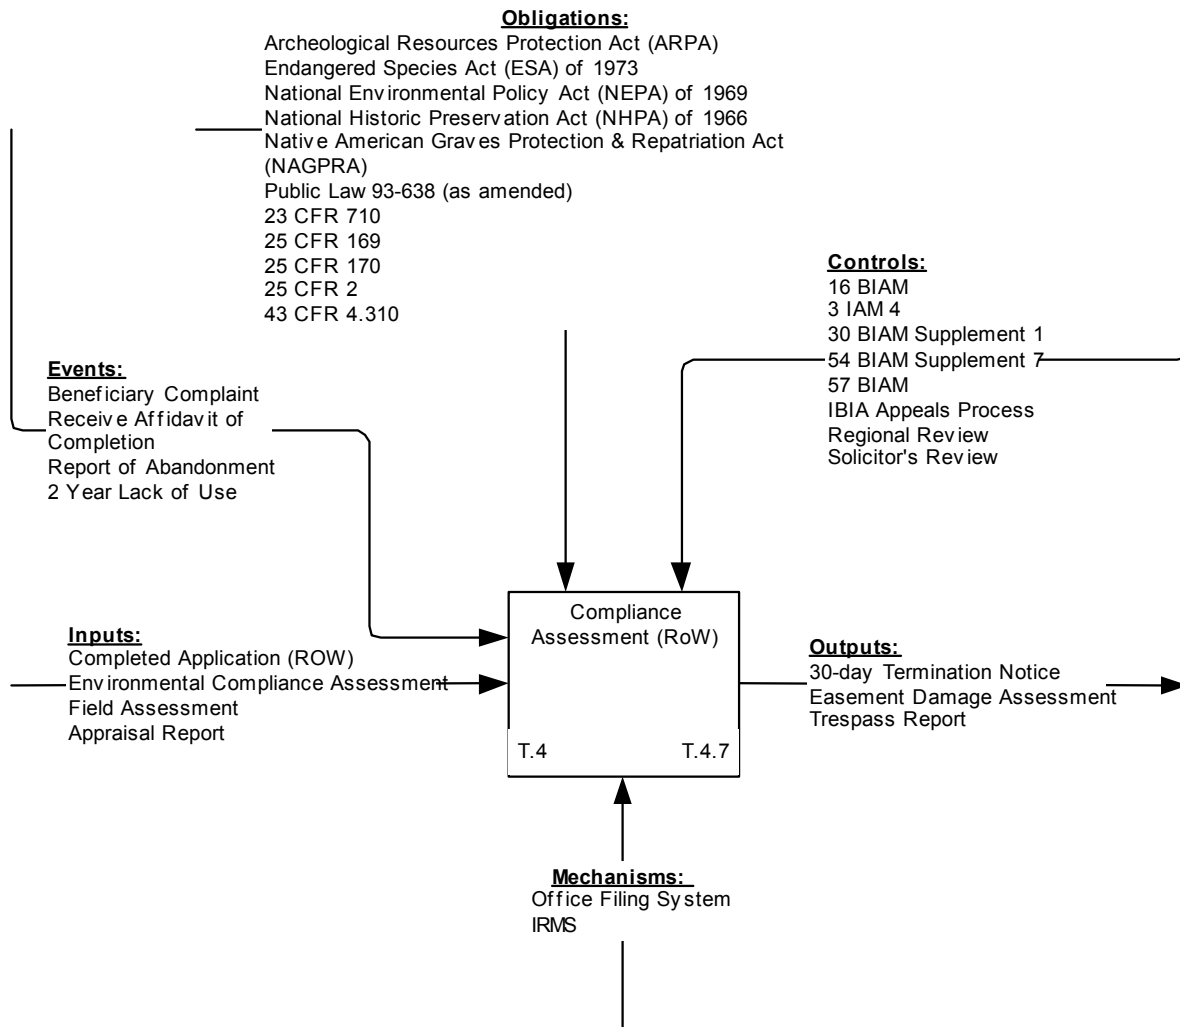 Obligations:
Archeological Resources Protection Act (ARPA)
Endangered Species Act (ESA) of 1973
National Environmental Policy Act (NEPA) of 1969
National Historic Preservation Act (NHPA) of 1966
Native American Graves Protection & Repatriation Act
(NAGPRA)
Public Law 93-638 (as amended)
23 CFR 710
25 CFR 169
25 CFR 170
25 CFR 2
43 CFR 4.310
Controls:
16 BIAM
3 IAM 4
30 BIAM Supplement 1
54 BIAM Supplement 7
57 BIAM
IBIA Appeals Process
Regional Review
Solicitor's Review
Events:
Beneficiary Complaint
Receive Affidavit of
Completion
Report of Abandonment
2 Year Lack of Use
Inputs:
Completed Application (ROW)
Environmental Compliance Assessment
Field Assessment
Appraisal Report
Compliance
Assessment (RoW)
T.4 T.4.7
Outputs:
30-day Termination Notice
Easement Damage Assessment
Trespass Report
Mechanisms:
Office Filing System
IRMS